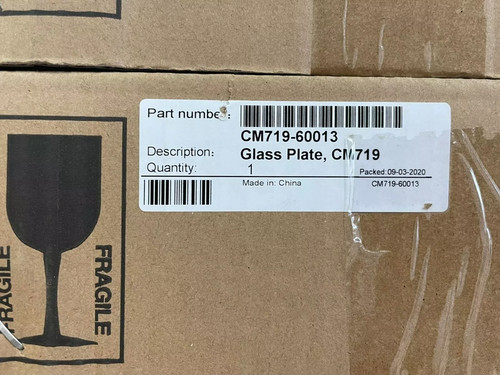 Part number:
CM719-60013
Description: Glass Plate, CM719
Quantity: 1
Packed:09-03-2020
Made in: China
CM719-60013
FRAGILE
FRAGILE